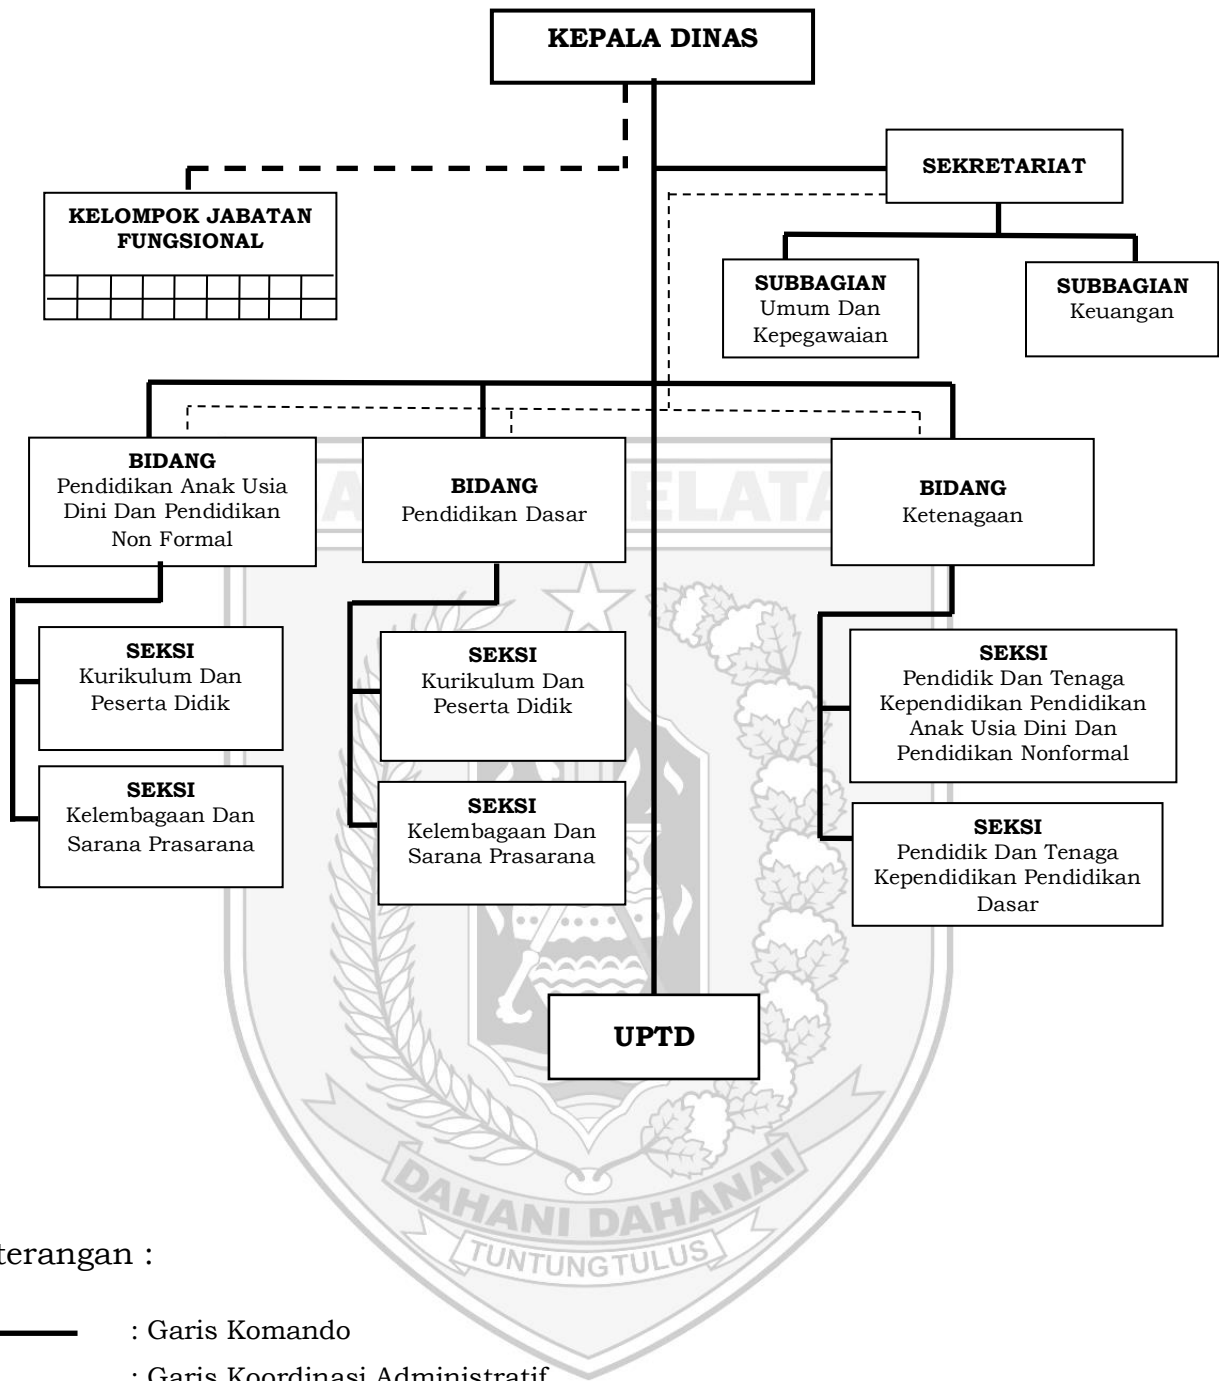 KEPALA DINAS
SEKRETARIAT
KELOMPOK JABATAN
FUNGSIONAL
SUBBAGIAN
Umum Dan
Kepegawaian
SUBBAGIAN
Keuangan
BIDANG
Pendidikan Anak Usia
Dini Dan Pendidikan
Non Formal
BIDANG
Pendidikan Dasar
BIDANG
Ketenagaan
SEKSI
Kurikulum Dan
Peserta Didik
SEKSI
Kelembagaan Dan
Sarana Prasarana
SEKSI
Kurikulum Dan
Peserta Didik
SEKSI
Kelembagaan Dan
Sarana Prasarana
SEKSI
Pendidik Dan Tenaga
Kependidikan Pendidikan
Anak Usia Dini Dan
Pendidikan Nonformal
SEKSI
Pendidik Dan Tenaga
Kependidikan Pendidikan
Dasar
UPTD
DAHANI DAHANAI
TUNTUNG TULUS
terangan :
: Garis Komando
: Garis Koordinasi Administratif